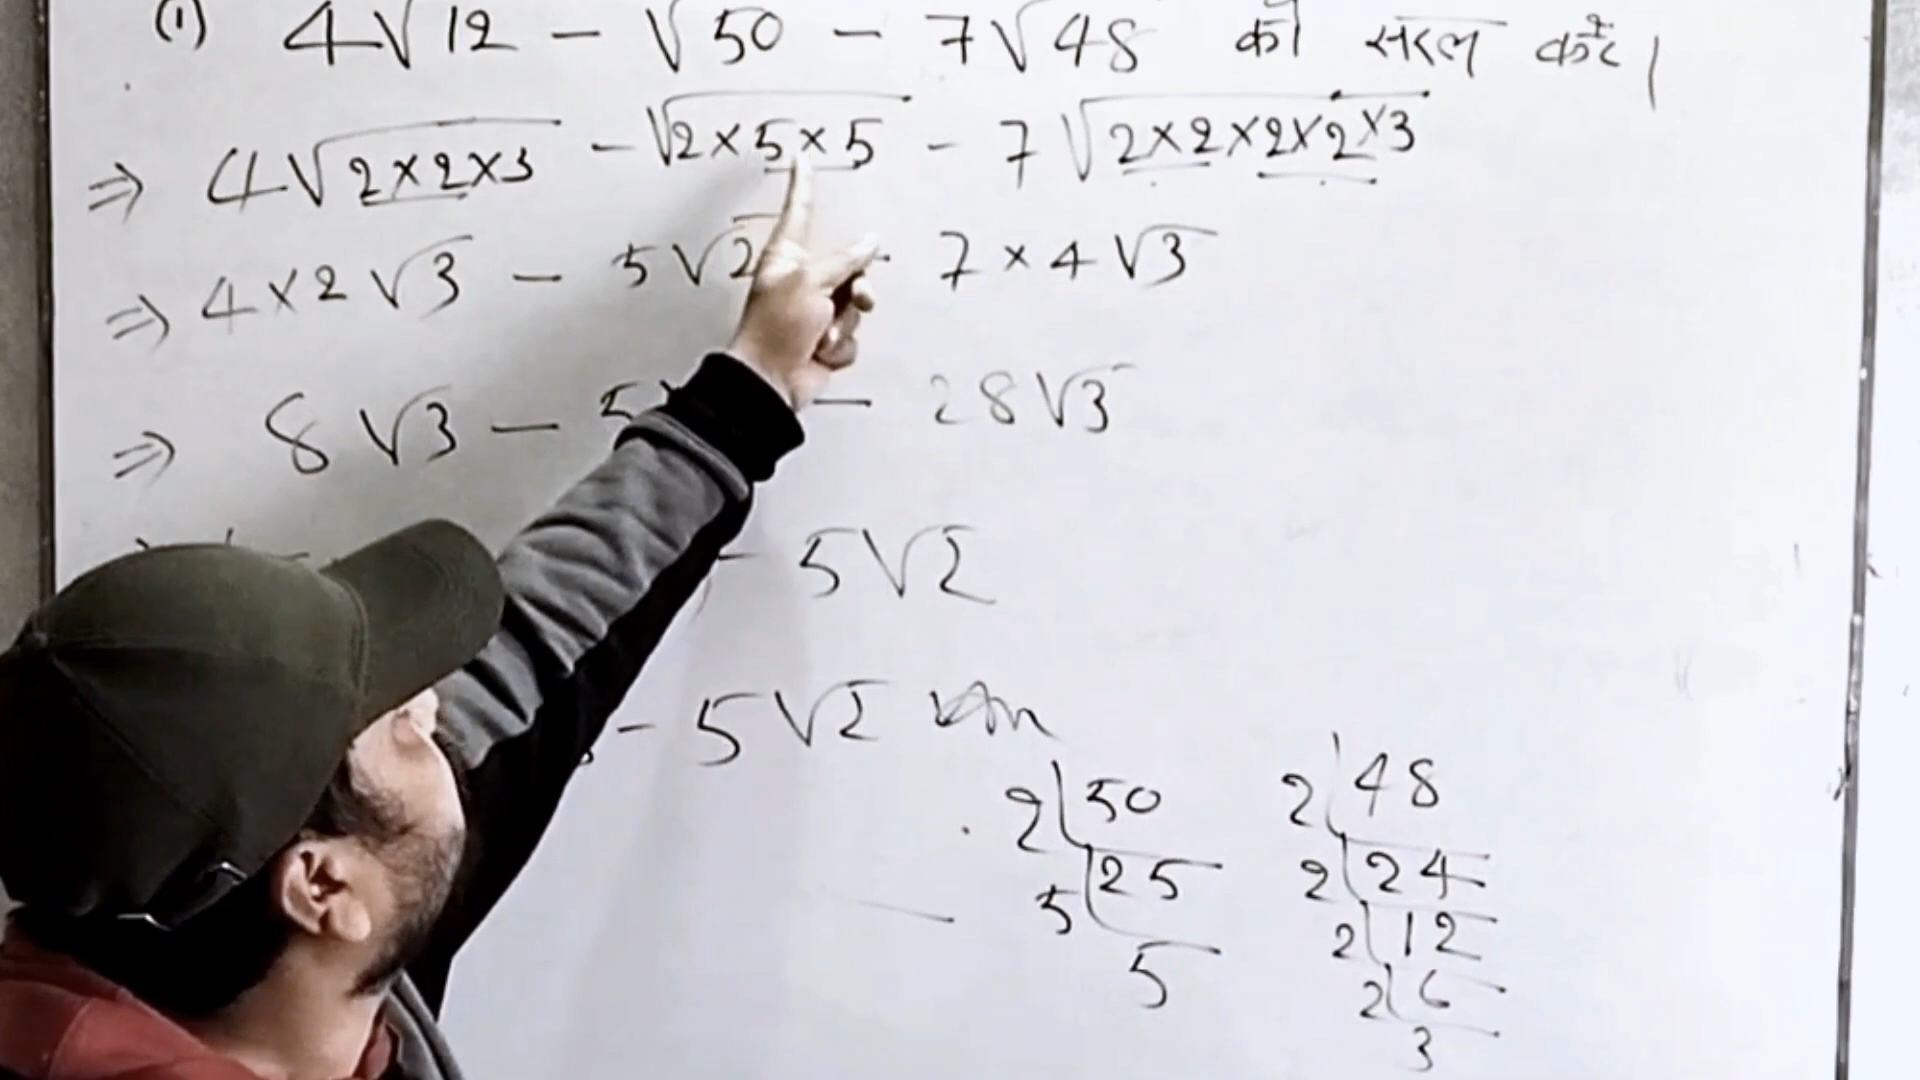 (1) 4√12 - √50 - 7√48 को सरल करें।
⇒ 4√2×2×3 - √2×5×5 - 7√2×2×2×2×3
⇒ 4×2√3 - 5√2 - 7×4√3
⇒ 8√3 - 5 - 28√3
- 5√2
- 5√2 Ans
2 50
5 25
5
2 48
2 24
2 12
2 6
3